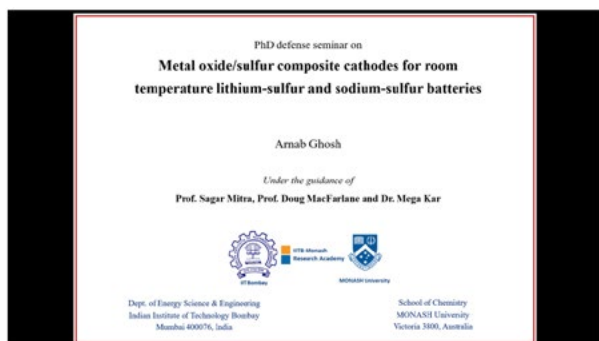 PhD defense seminar on
Metal oxide/sulfur composite cathodes for room
temperature lithium-sulfur and sodium-sulfur batteries
Arnab Ghosh
Under the guidance of
Prof. Sagar Mitra, Prof. Doug MacFarlane and Dr. Mega Kar
IITB-Monash
Research Academy
IIT Bombay
MONASH University
Dept. of Energy Science & Engineering
Indian Institute of Technology Bombay
Mumbai 400076, India
School of Chemistry
MONASH University
Victoria 3800, Australia